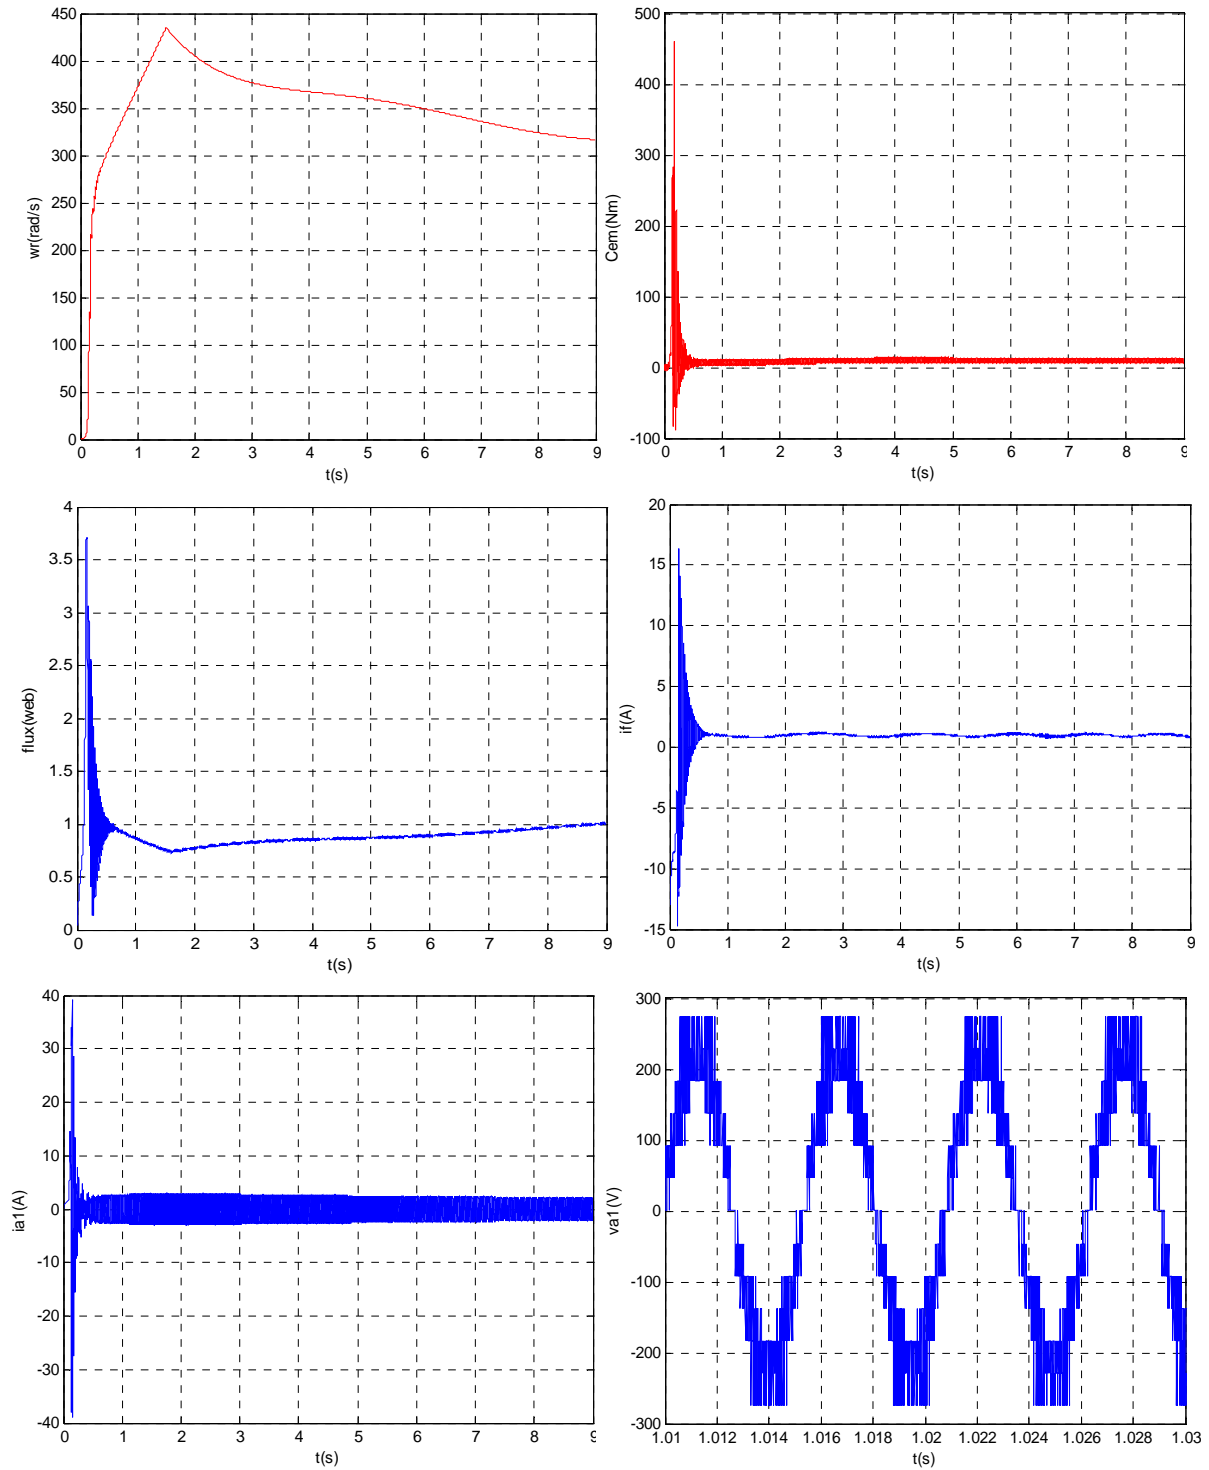 450
400
350
300
250
200
150
100
50
0
wr(rad/s)
0 1 2 3 4 5 6 7 8 9
t(s)
500
400
300
200
100
0
-100
Cem(Nm)
0 1 2 3 4 5 6 7 8 9
t(s)
4
3.5
3
2.5
2
1.5
1
0.5
0
flux(web)
0 1 2 3 4 5 6 7 8 9
t(s)
20
15
10
5
0
-5
-10
-15
if(A)
0 1 2 3 4 5 6 7 8 9
t(s)
40
30
20
10
0
-10
-20
-30
-40
ia1(A)
0 1 2 3 4 5 6 7 8 9
t(s)
300
200
100
0
-100
-200
-300
va1(V)
1.01 1.012 1.014 1.016 1.018 1.02 1.022 1.024 1.026 1.028 1.03
t(s)